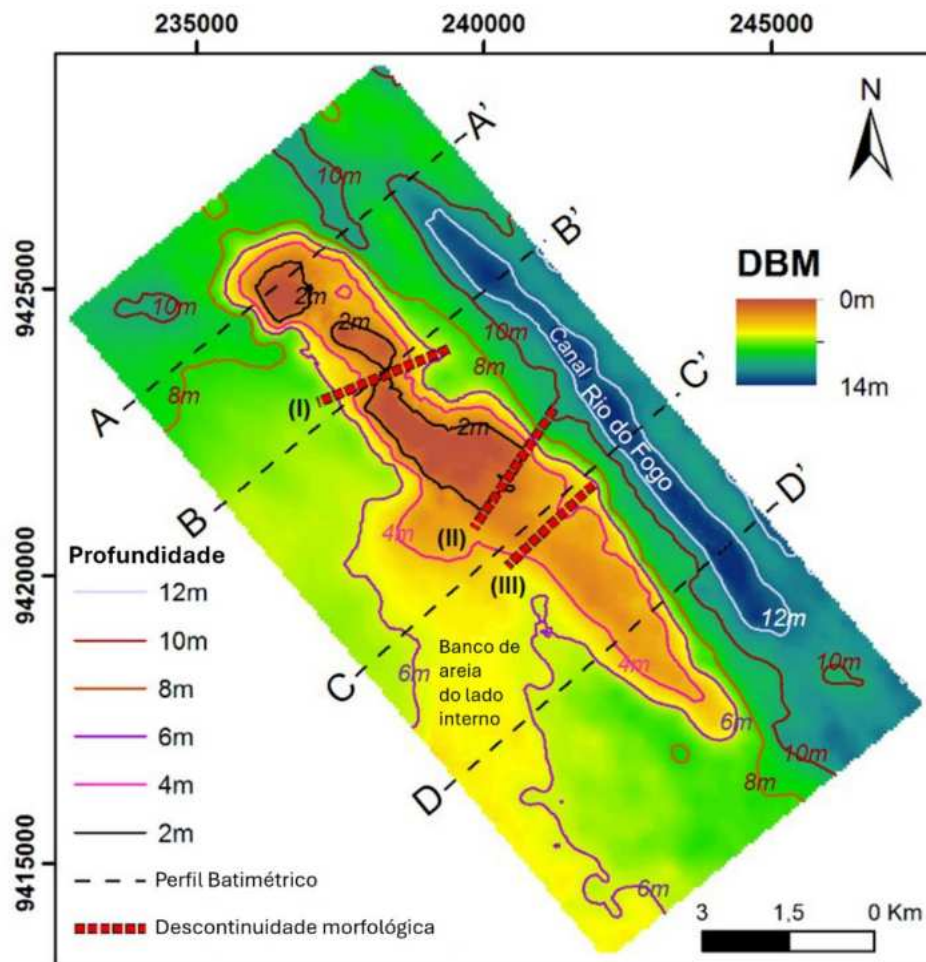 235000
240000
245000
9425000
9420000
9415000
N
A'
B'
C'
D'
A
B
C
D
DBM
0m
14m
10m
10m
2m
2m
2m
10m
8m
8m
(I)
(II)
(III)
Canal Rio do Fogo
4m
4m
12m
10m
6m
6m
10m
8m
6m
Banco de
areia
do lado
interno
Profundidade
12m
10m
8m
6m
4m
2m
Perfil Batimétrico
Descontinuidade morfológica
3
1.5
0 Km